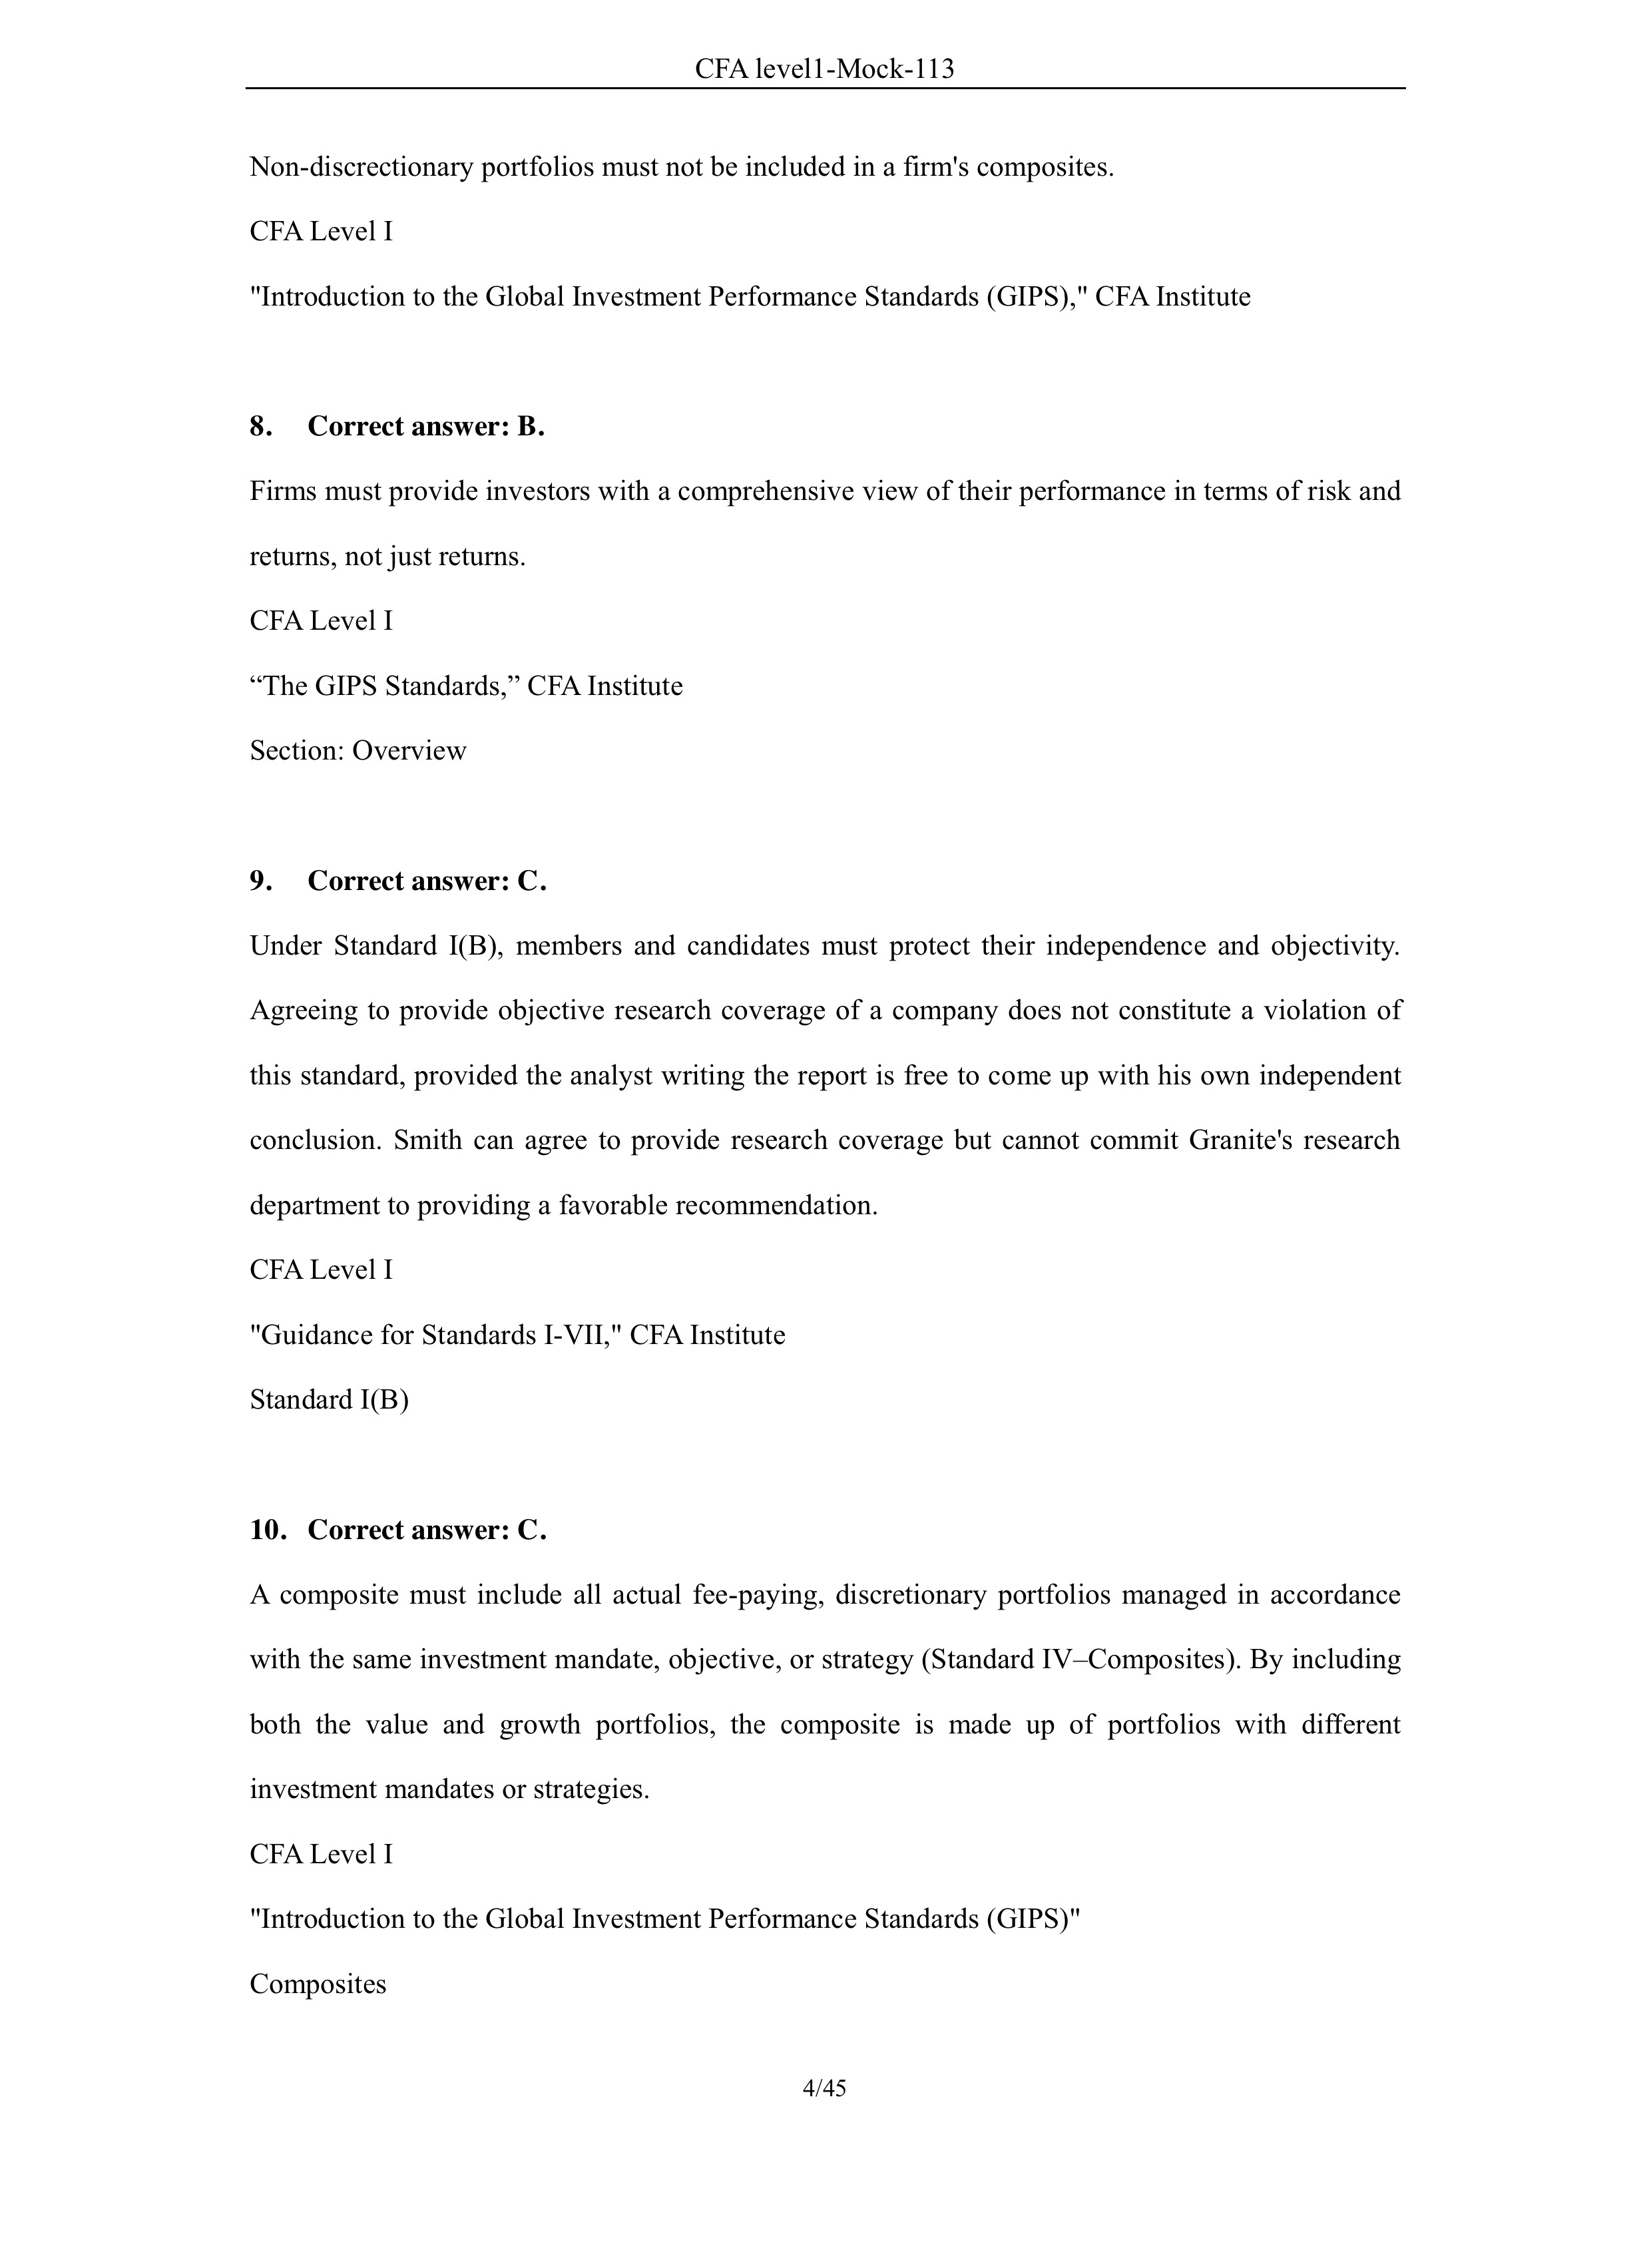 CFA level1-Mock-113
Non-discrectionary portfolios must not be included in a firm's composites.
CFA Level I
"Introduction to the Global Investment Performance Standards (GIPS)," CFA Institute
8. Correct answer: B.
Firms must provide investors with a comprehensive view of their performance in terms of risk and
returns, not just returns.
CFA Level I
“The GIPS Standards,” CFA Institute
Section: Overview
9. Correct answer: C.
Under Standard I(B), members and candidates must protect their independence and objectivity.
Agreeing to provide objective research coverage of a company does not constitute a violation of
this standard, provided the analyst writing the report is free to come up with his own independent
conclusion. Smith can agree to provide research coverage but cannot commit Granite's research
department to providing a favorable recommendation.
CFA Level I
"Guidance for Standards I-VII," CFA Institute
Standard I(B)
10. Correct answer: C.
A composite must include all actual fee-paying, discretionary portfolios managed in accordance
with the same investment mandate, objective, or strategy (Standard IV–Composites). By including
both the value and growth portfolios, the composite is made up of portfolios with different
investment mandates or strategies.
CFA Level I
"Introduction to the Global Investment Performance Standards (GIPS)"
Composites
4/45